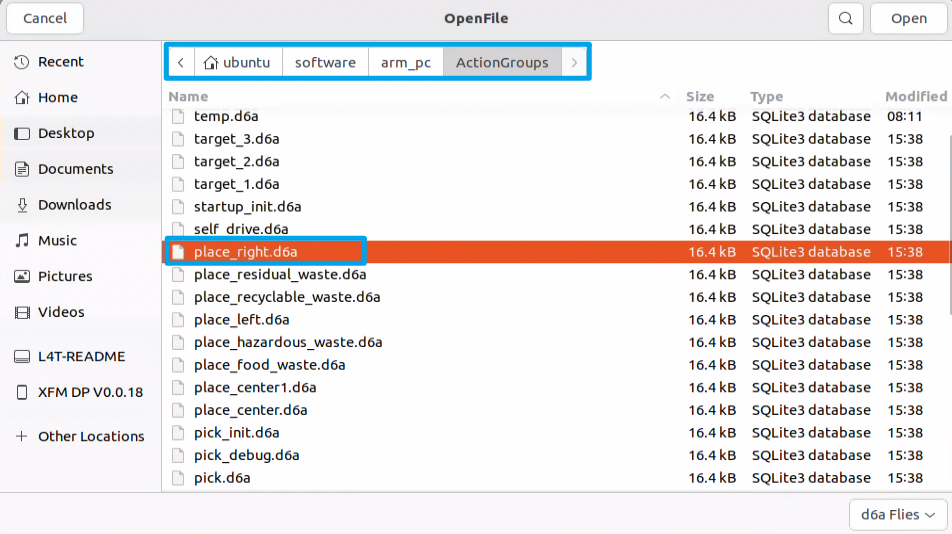 Cancel OpenFile Open
Recent
Home
Desktop
Documents
Downloads
Music
Pictures
Videos
L4T-README
XFM DP V0.0.18
Other Locations
ubuntu software arm_pc ActionGroups
Name Size Type Modified
temp.d6a 16.4 kB SQLite3 database 08:11
target_3.d6a 16.4 kB SQLite3 database 15:38
target_2.d6a 16.4 kB SQLite3 database 15:38
target_1.d6a 16.4 kB SQLite3 database 15:38
startup_init.d6a 16.4 kB SQLite3 database 15:38
self_drive.d6a 16.4 kB SQLite3 database 15:38
place_right.d6a 16.4 kB SQLite3 database 15:38
place_residual_waste.d6a 16.4 kB SQLite3 database 15:38
place_recyclable_waste.d6a 16.4 kB SQLite3 database 15:38
place_left.d6a 16.4 kB SQLite3 database 15:38
place_hazardous_waste.d6a 16.4 kB SQLite3 database 15:38
place_food_waste.d6a 16.4 kB SQLite3 database 15:38
place_center1.d6a 16.4 kB SQLite3 database 15:38
place_center.d6a 16.4 kB SQLite3 database 15:38
pick_init.d6a 16.4 kB SQLite3 database 15:38
pick_debug.d6a 16.4 kB SQLite3 database 15:38
pick.d6a 16.4 kB SQLite3 database 15:38
d6a Flies